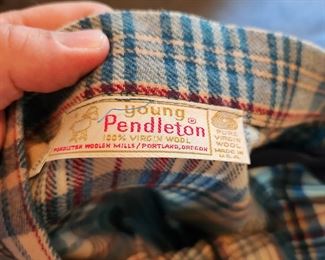 young
Pendleton®
100% VIRGIN WOOL
PENDLETON WOOLEN MILLS / PORTLAND, OREGON
PURE
VIRGIN
WOOL
MADE IN
U.S.A.